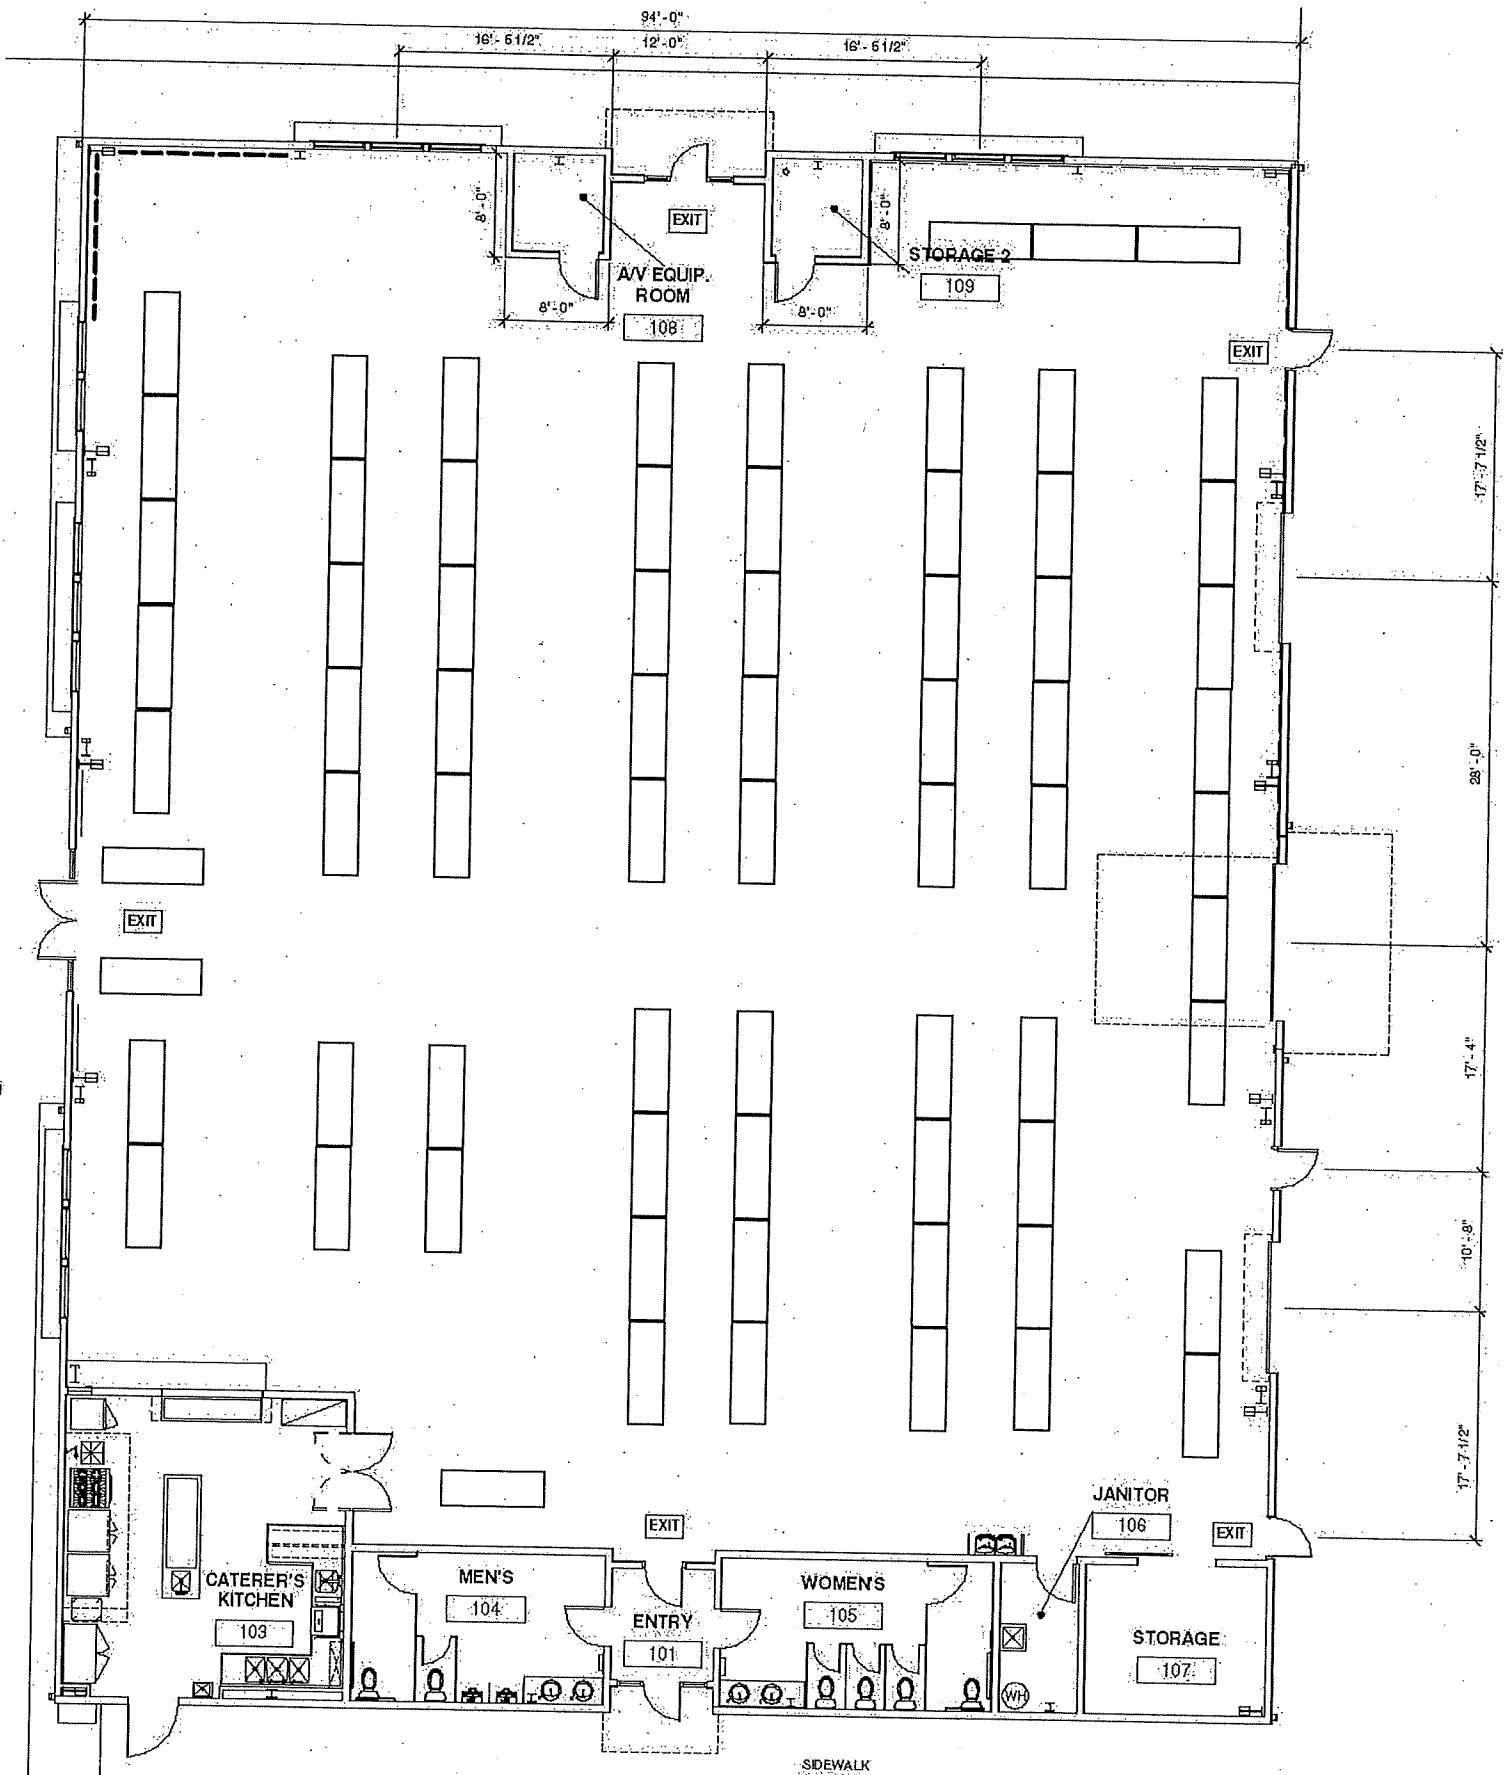 94'-0"
16'-5 1/2"
12'-0"
16'-5 1/2"
8'-0"
EXIT
8'-0"
A/V EQUIP.
ROOM
108
STORAGE 2
109
8'-0"
8'-0"
EXIT
17'-7 1/2"
28'-0"
EXIT
17'-4"
10'-8"
17'-7 1/2"
JANITOR
106
EXIT
EXIT
CATERER'S
KITCHEN
103
MEN'S
104
ENTRY
101
WOMEN'S
105
STORAGE
107
WH
SIDEWALK